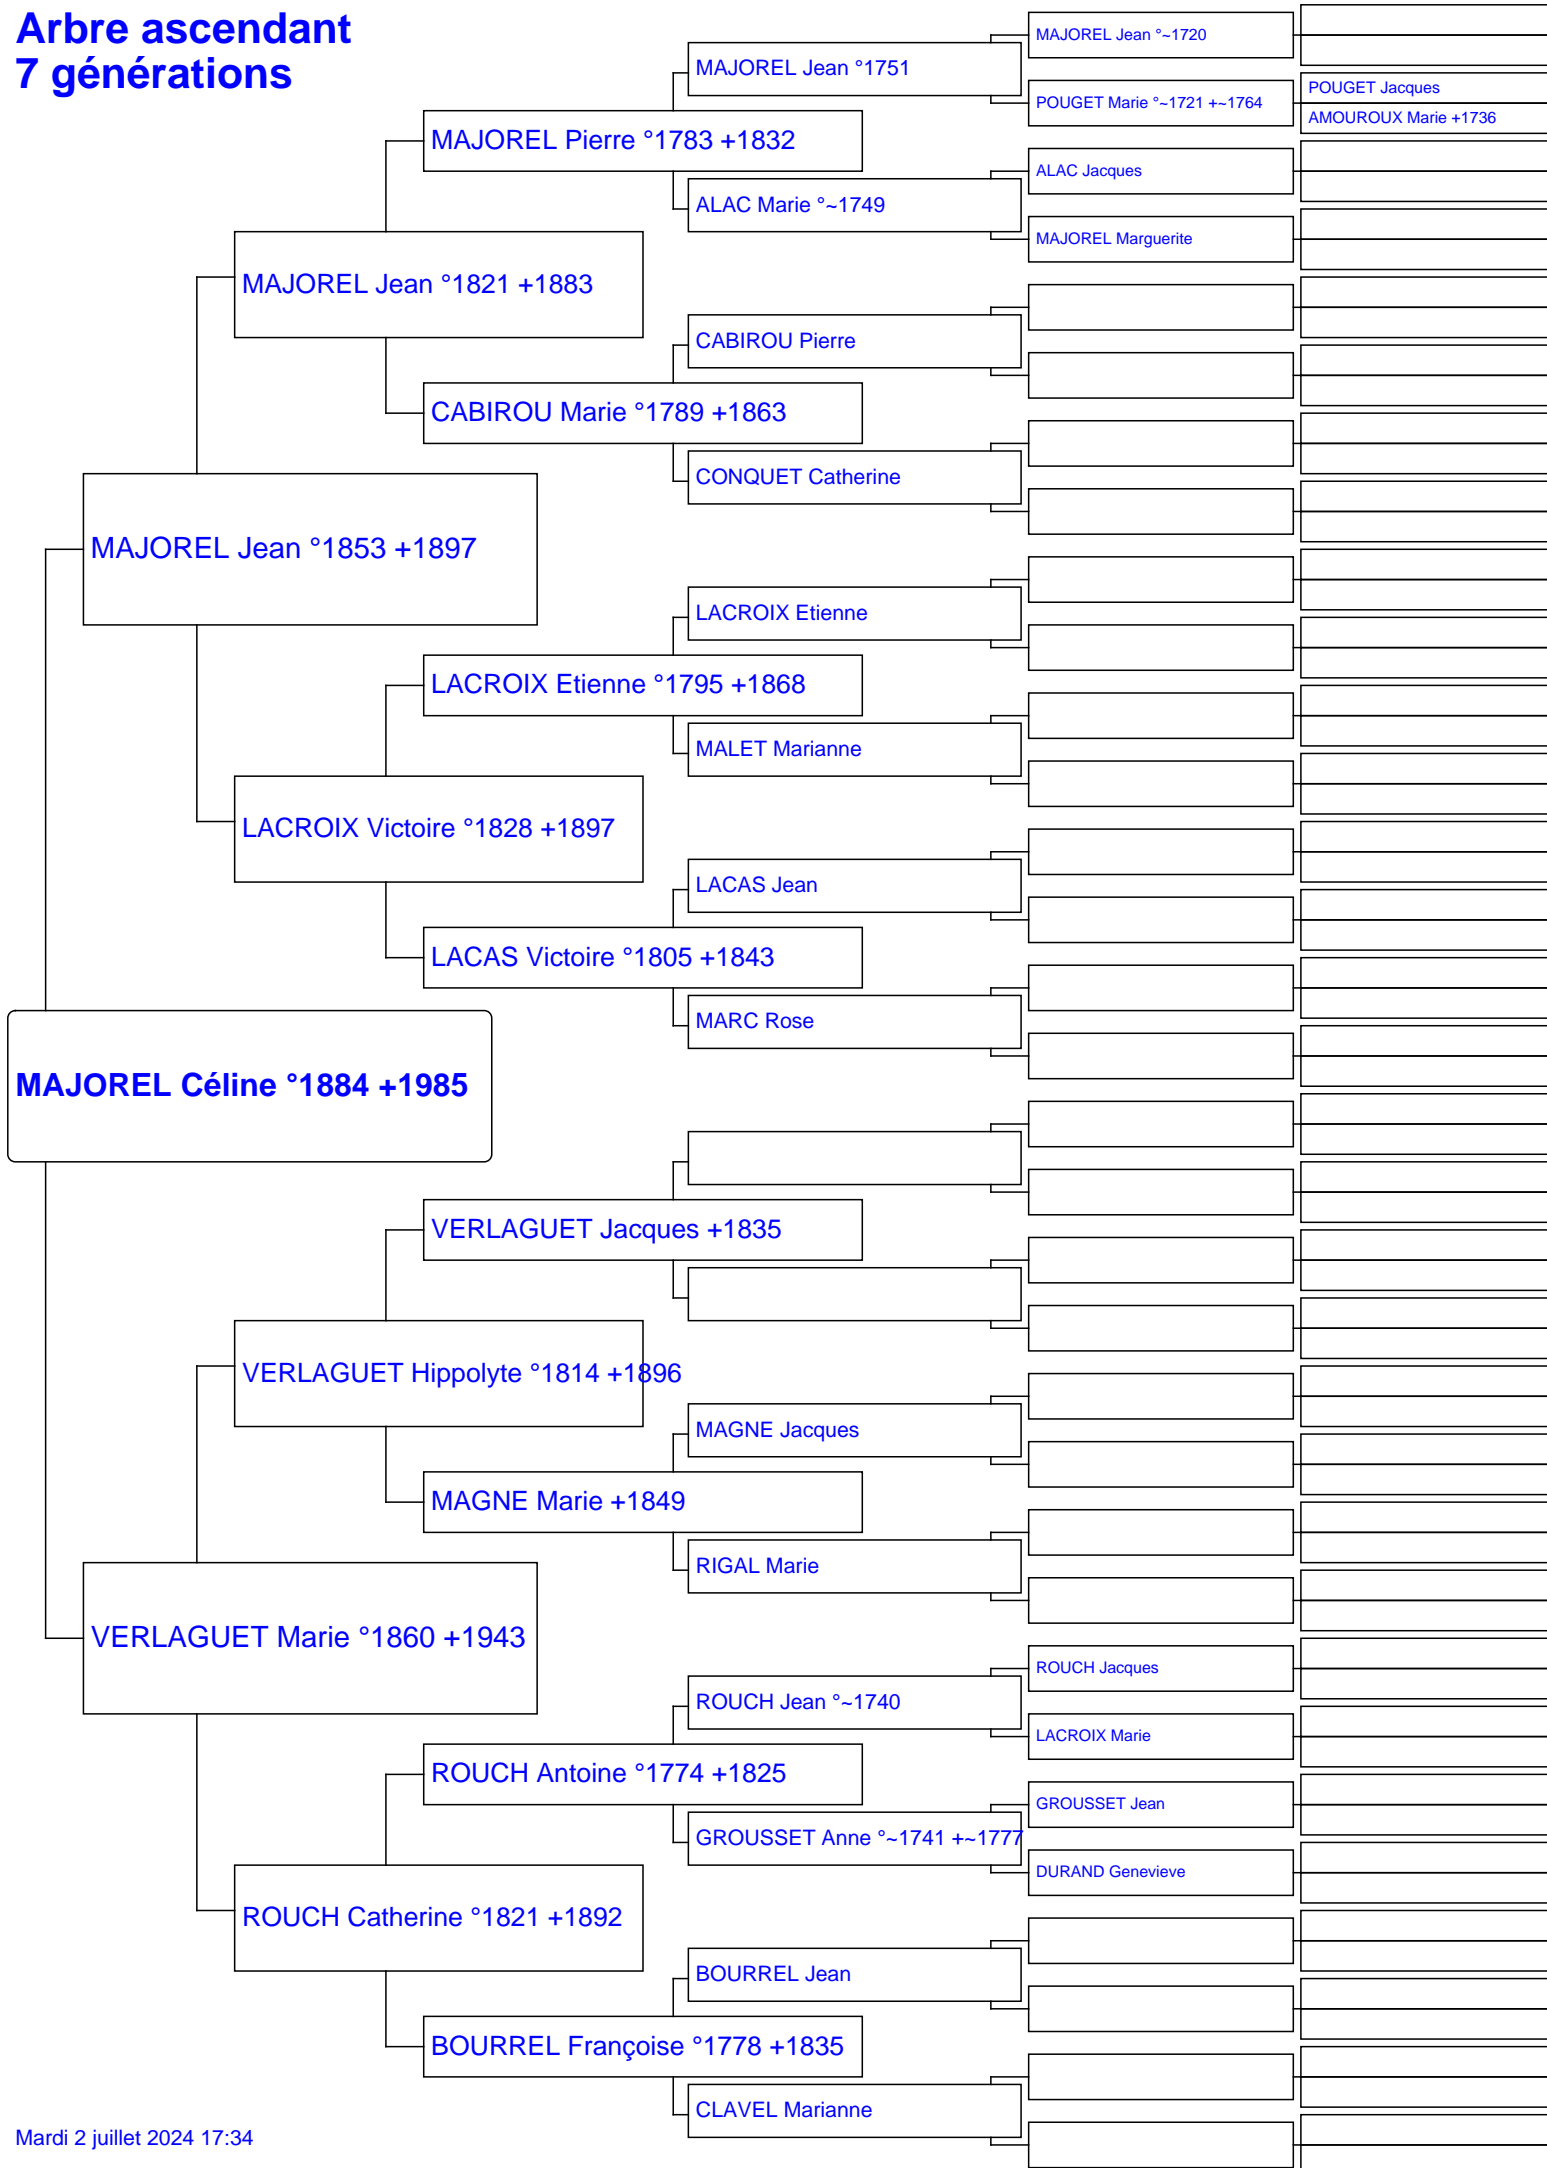 Arbre ascendant
7 générations
MAJOREL Jean °~1720
MAJOREL Jean °1751
POUGET Jacques
POUGET Marie °~1721 +~1764
AMOUROUX Marie +1736
MAJOREL Pierre °1783 +1832
ALAC Jacques
ALAC Marie °~1749
MAJOREL Marguerite
MAJOREL Jean °1821 +1883
CABIROU Pierre
CABIROU Marie °1789 +1863
CONQUET Catherine
MAJOREL Jean °1853 +1897
LACROIX Etienne
LACROIX Etienne °1795 +1868
MALET Marianne
LACROIX Victoire °1828 +1897
LACAS Jean
LACAS Victoire °1805 +1843
MARC Rose
MAJOREL Céline °1884 +1985
VERLAGUET Jacques +1835
VERLAGUET Hippolyte °1814 +1896
MAGNE Jacques
MAGNE Marie +1849
RIGAL Marie
VERLAGUET Marie °1860 +1943
ROUCH Jacques
ROUCH Jean °~1740
LACROIX Marie
ROUCH Antoine °1774 +1825
GROUSSET Jean
GROUSSET Anne °~1741 +~1777
DURAND Genevieve
ROUCH Catherine °1821 +1892
BOURREL Jean
BOURREL Françoise °1778 +1835
CLAVEL Marianne
Mardi 2 juillet 2024 17:34